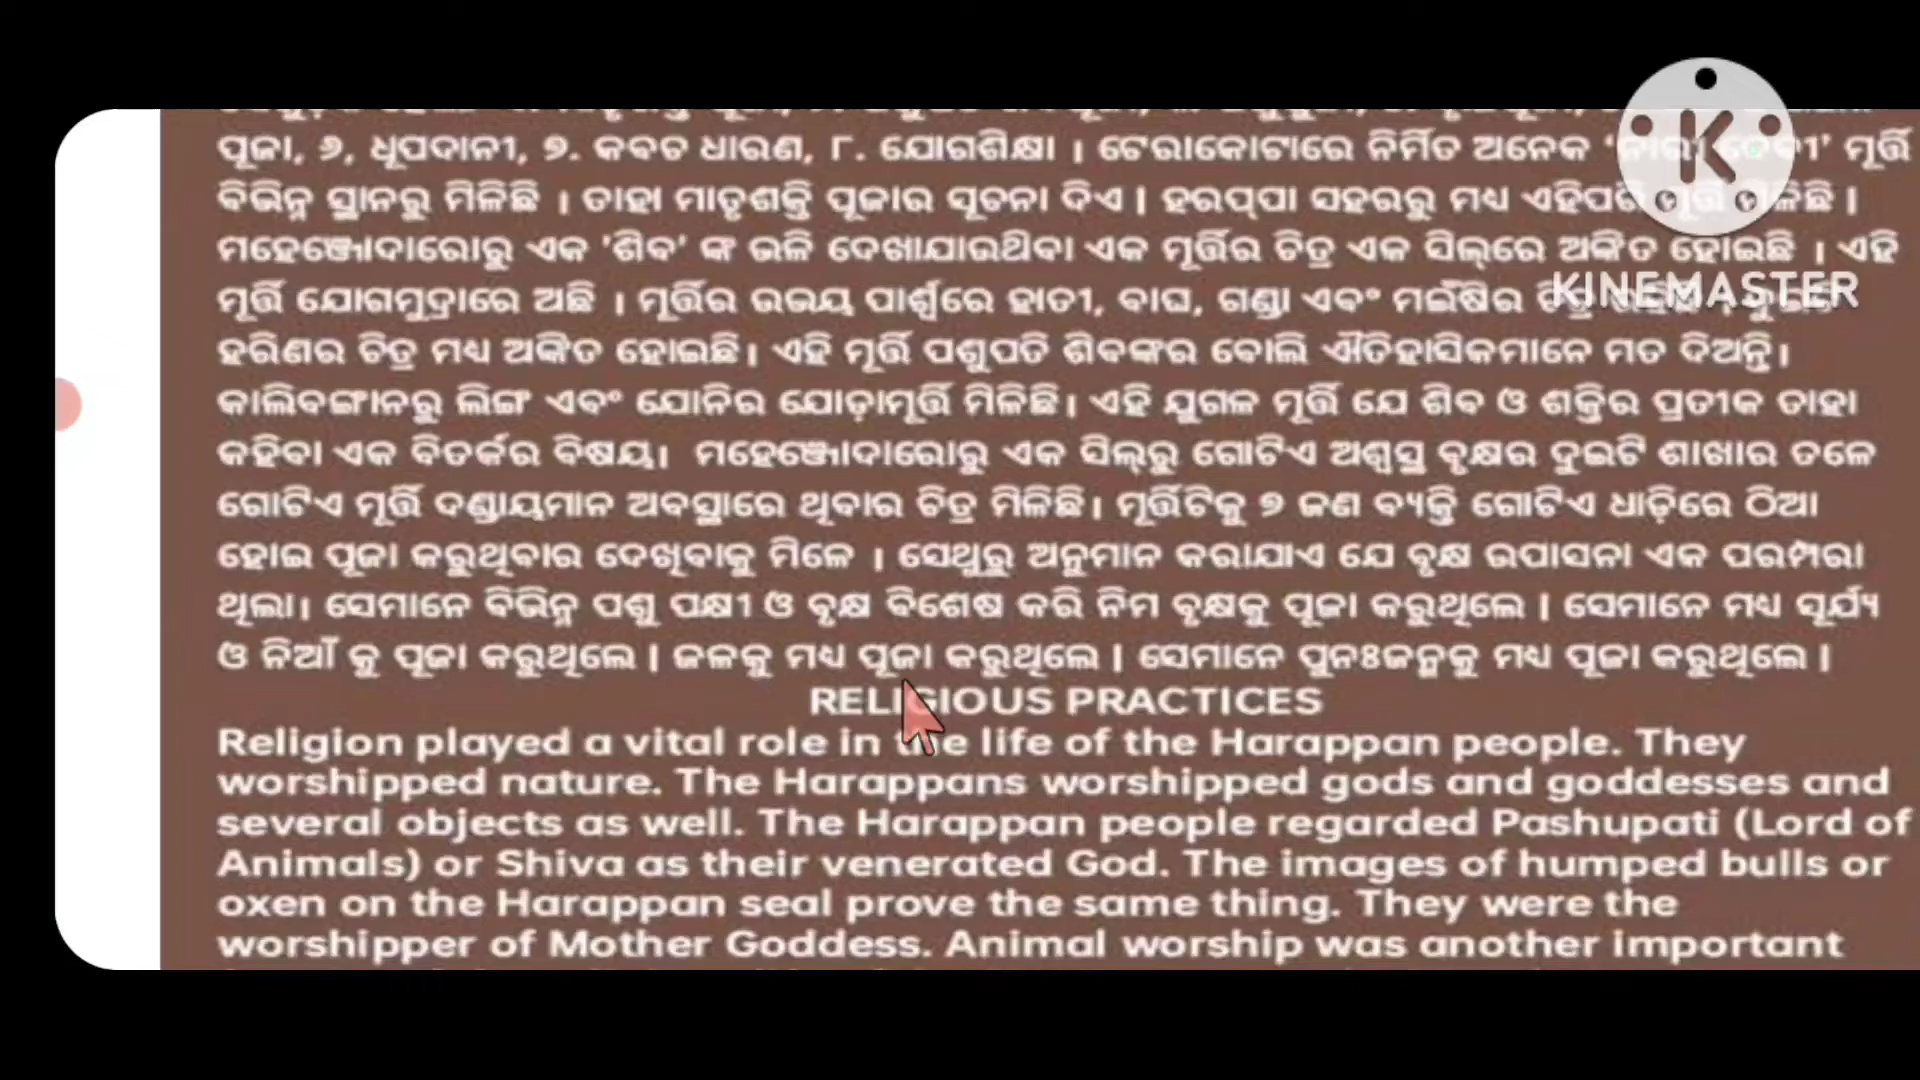 ପୂଜା, ୬, ଧୂପଦାନୀ, ୭. କବଚ ଧାରଣ, ୮. ଯୋଗଶିକ୍ଷା । ଟେରାକୋଟାରେ ନିର୍ମିତ ଅନେକ ‘ନାରୀ ଦେବୀ’ ମୂର୍ତ୍ତି
ବିଭିନ୍ନ ସ୍ଥାନରୁ ମିଳିଛି । ତାହା ମାତୃଶକ୍ତି ପୂଜାର ସୂଚନା ଦିଏ | ହରପ୍‌ପା ସହରରୁ ମଧ୍ୟ ଏହିପରି ମୂର୍ତ୍ତି ମିଳିଛି |
ମହେଞ୍ଜୋଦାରୋରୁ ଏକ 'ଶିବ' ଙ୍କ ଭଳି ଦେଖାଯାଉଥିବା ଏକ ମୂର୍ତ୍ତିର ଚିତ୍ର ଏକ ସିଲ୍‌ରେ ଅଙ୍କିତ ହୋଇଛି । ଏହି
ମୂର୍ତ୍ତି ଯୋଗମୁଦ୍ରାରେ ଅଛି । ମୂର୍ତ୍ତିର ଉଭୟ ପାର୍ଶ୍ୱରେ ହାତୀ, ବାଘ, ଗଣ୍ଡା ଏବଂ ମଇଁଷିର ଚିତ୍ର
ହରିଣର ଚିତ୍ର ମଧ୍ୟ ଅଙ୍କିତ ହୋଇଛି। ଏହି ମୂର୍ତ୍ତି ପଶୁପତି ଶିବଙ୍କର ବୋଲି ଐତିହାସିକମାନେ ମତ ଦିଅନ୍ତି।
କାଲିବଙ୍ଗାନରୁ ଲିଙ୍ଗ ଏବଂ ଯୋନିର ଯୋଡ଼ାମୂର୍ତ୍ତି ମିଳିଛି। ଏହି ଯୁଗଳ ମୂର୍ତ୍ତି ଯେ ଶିବ ଓ ଶକ୍ତିର ପ୍ରତୀକ ତାହା
କହିବା ଏକ ବିତର୍କର ବିଷୟ। ମହେଞ୍ଜୋଦାରୋରୁ ଏକ ସିଲ୍‌ରୁ ଗୋଟିଏ ଅଶ୍ୱସ୍ଥ ବୃକ୍ଷର ଦୁଇଟି ଶାଖାର ତଳେ
ଗୋଟିଏ ମୂର୍ତ୍ତି ଦଣ୍ଡାୟମାନ ଅବସ୍ଥାରେ ଥିବାର ଚିତ୍ର ମିଳିଛି। ମୂର୍ତ୍ତିଟିକୁ ୭ ଜଣ ବ୍ୟକ୍ତି ଗୋଟିଏ ଧାଡ଼ିରେ ଠିଆ
ହୋଇ ପୂଜା କରୁଥିବାର ଦେଖିବାକୁ ମିଳେ । ସେଥିରୁ ଅନୁମାନ କରାଯାଏ ଯେ ବୃକ୍ଷ ଉପାସନା ଏକ ପରମ୍ପରା
ଥିଲା। ସେମାନେ ବିଭିନ୍ନ ପଶୁ ପକ୍ଷୀ ଓ ବୃକ୍ଷ ବିଶେଷ କରି ନିମ ବୃକ୍ଷକୁ ପୂଜା କରୁଥିଲେ | ସେମାନେ ମଧ୍ୟ ସୂର୍ଯ୍ୟ
ଓ ନିଆଁ କୁ ପୂଜା କରୁଥିଲେ | ଜଳକୁ ମଧ୍ୟ ପୂଜା କରୁଥିଲେ | ସେମାନେ ପୁନଃଜନ୍ମକୁ ମଧ୍ୟ ପୂଜା କରୁଥିଲେ |
RELIGIOUS PRACTICES
Religion played a vital role in the life of the Harappan people. They
worshipped nature. The Harappans worshipped gods and goddesses and
several objects as well. The Harappan people regarded Pashupati (Lord of
Animals) or Shiva as their venerated God. The images of humped bulls or
oxen on the Harappan seal prove the same thing. They were the
worshipper of Mother Goddess. Animal worship was another important
K
KINEMASTER